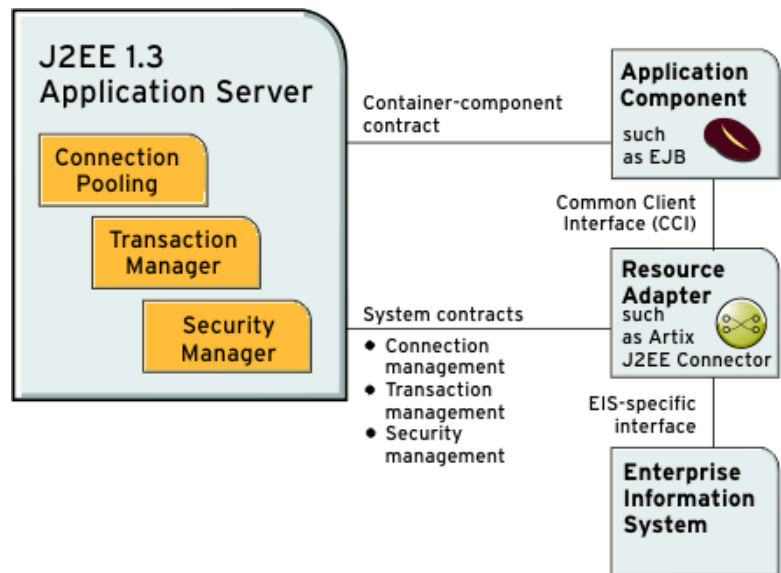 J2EE 1.3
Application Server
Connection
Pooling
Transaction
Manager
Security
Manager
Container-component
contract
Application
Component
such
as EJB
Common Client
Interface (CCI)
Resource
Adapter
such
as Artix
J2EE Connector
System contracts
● Connection
management
● Transaction
management
● Security
management
EIS-specific
interface
Enterprise
Information
System